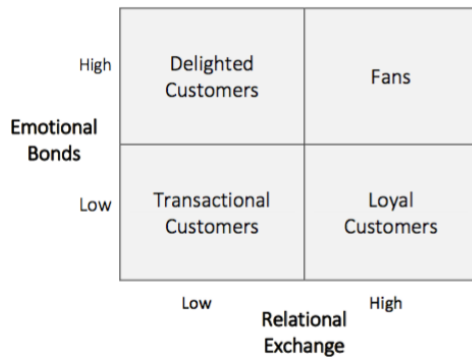 High
Delighted
Customers
Fans
Emotional
Bonds
Low
Transactional
Customers
Loyal
Customers
Low
High
Relational
Exchange